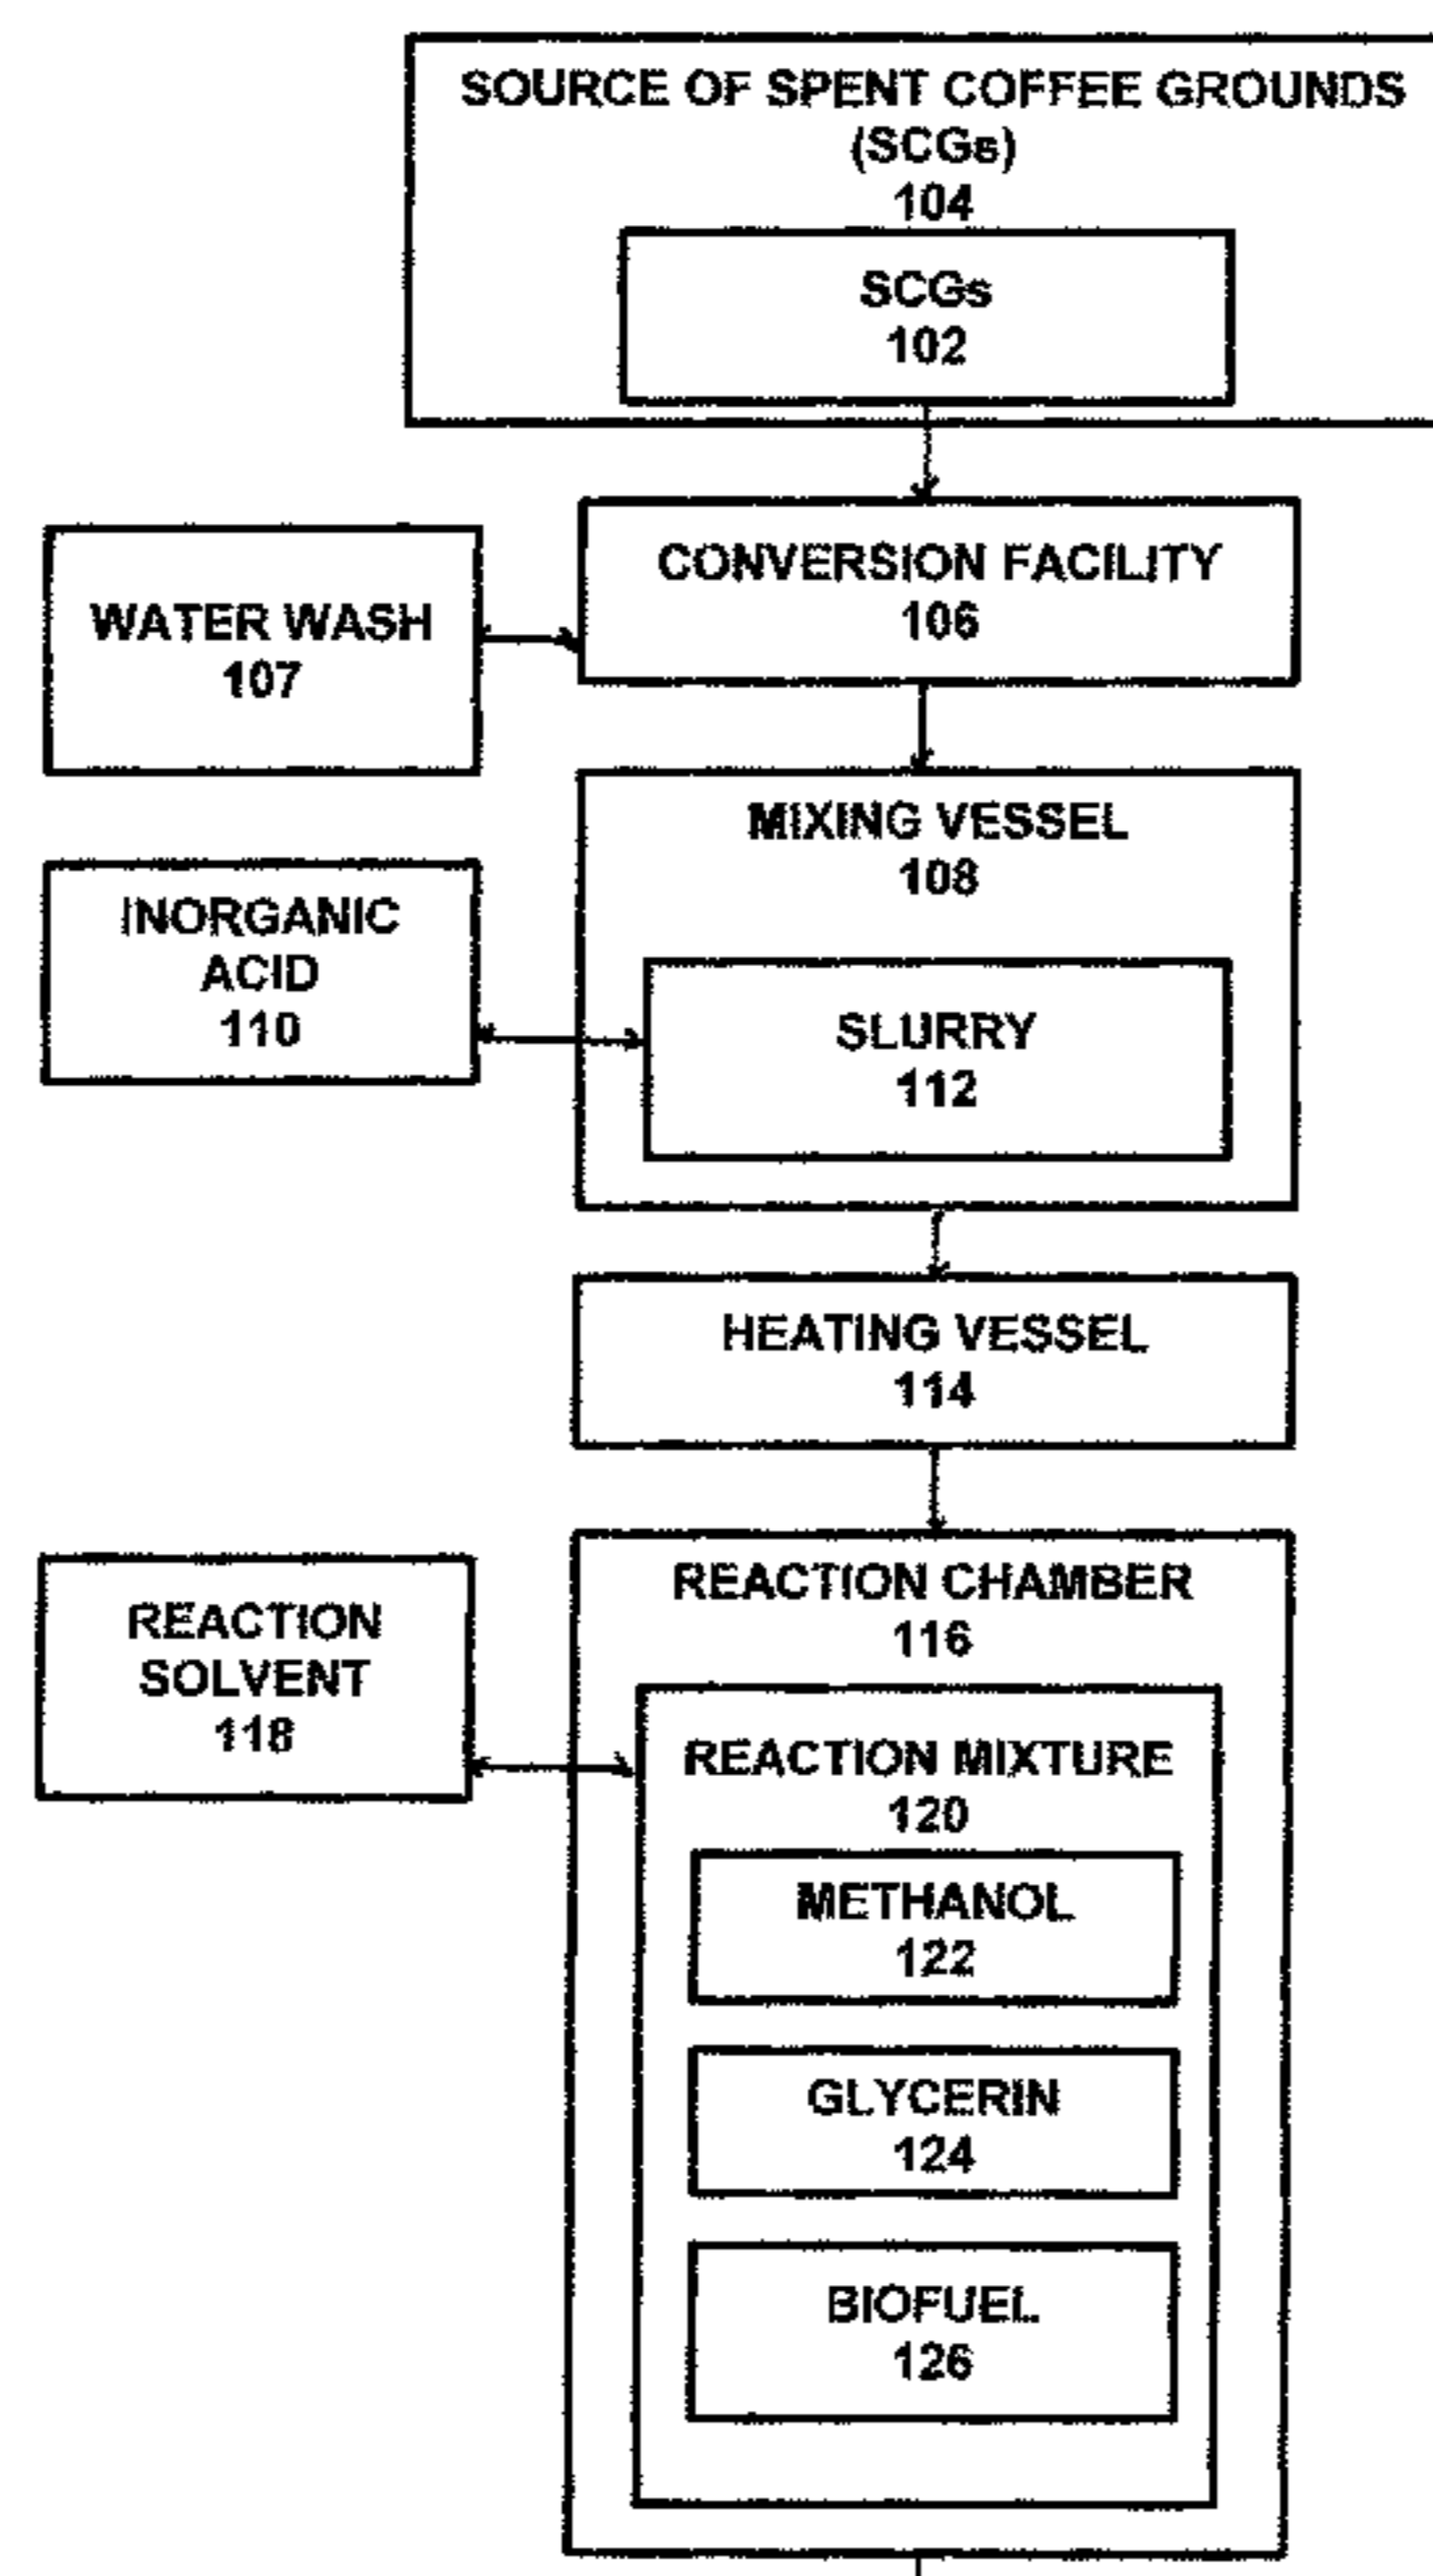 SOURCE OF SPENT COFFEE GROUNDS
(SCGs)
104
SCGs
102
CONVERSION FACILITY
106
WATER WASH
107
MIXING VESSEL
108
INORGANIC
ACID
110
SLURRY
112
HEATING VESSEL
114
REACTION CHAMBER
116
REACTION
SOLVENT
118
REACTION MIXTURE
120
METHANOL
122
GLYCERIN
124
BIOFUEL
126